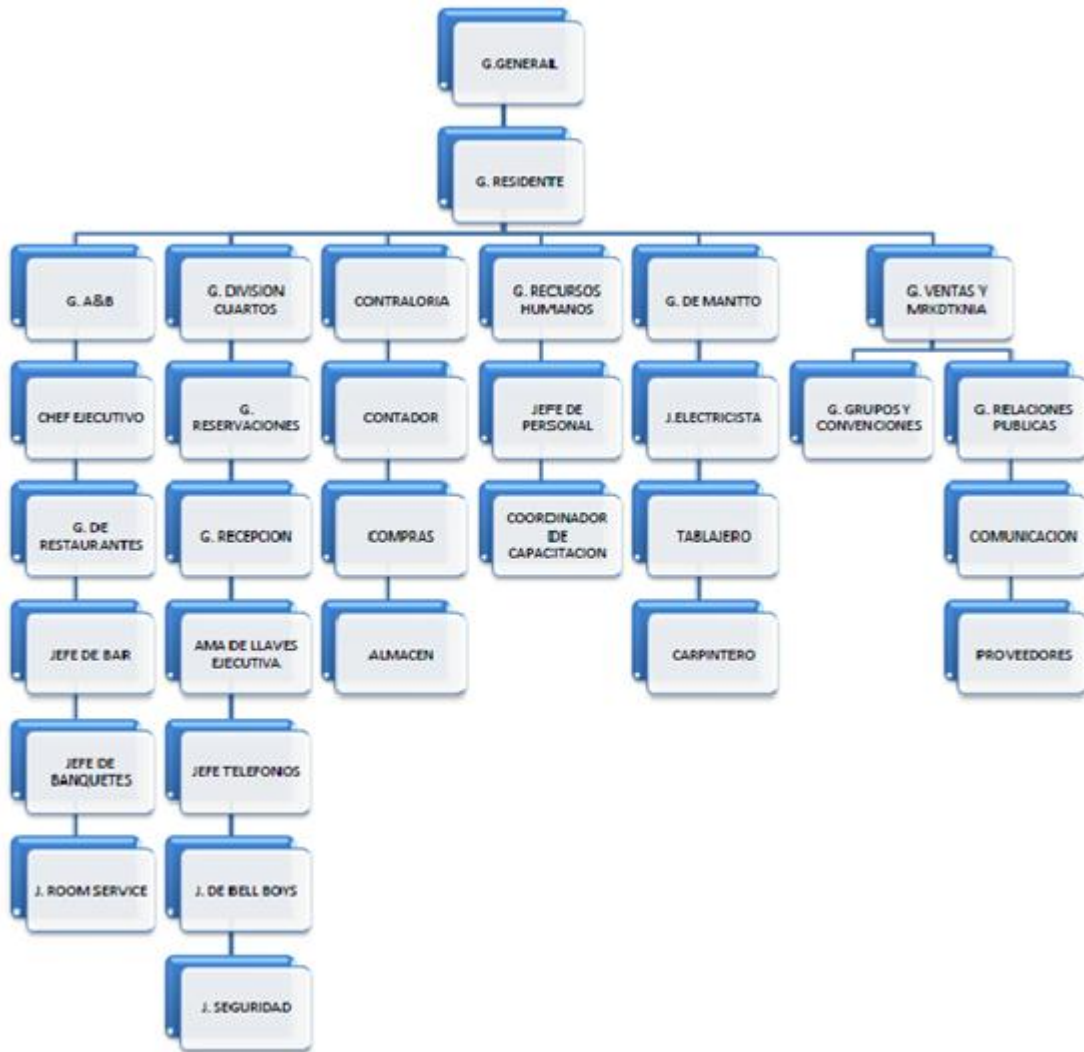 G.GENERAL
G. RESIDENTE
G. A&B
G. DIVISION
CUARTOS
CONTRALORIA
G. RECURSOS
HUMANOS
G. DE MANTTO
G. VENTAS Y
MRKDTKNIA
CHEF EJECUTIVO
G.
RESERVACIONES
CONTADOR
JEFE DE
PERSONAL
J.ELECTRICISTA
G. GRUPOS Y
CONVENCIONES
G. RELACIONES
PUBLICAS
G. DE
RESTAURANTES
G. RECEPCION
COMPRAS
COORDINADOR
DE
CAPACITACION
TABLAJERO
COMUNICACION
JEFE DE BAR
AMA DE LLAVES
EJECUTIVA
ALMACEN
CARPINTERO
PROVEEDORES
JEFE DE
BANQUETES
JEFE TELEFONOS
J. ROOM SERVICE
J. DE BELL BOYS
J. SEGURIDAD